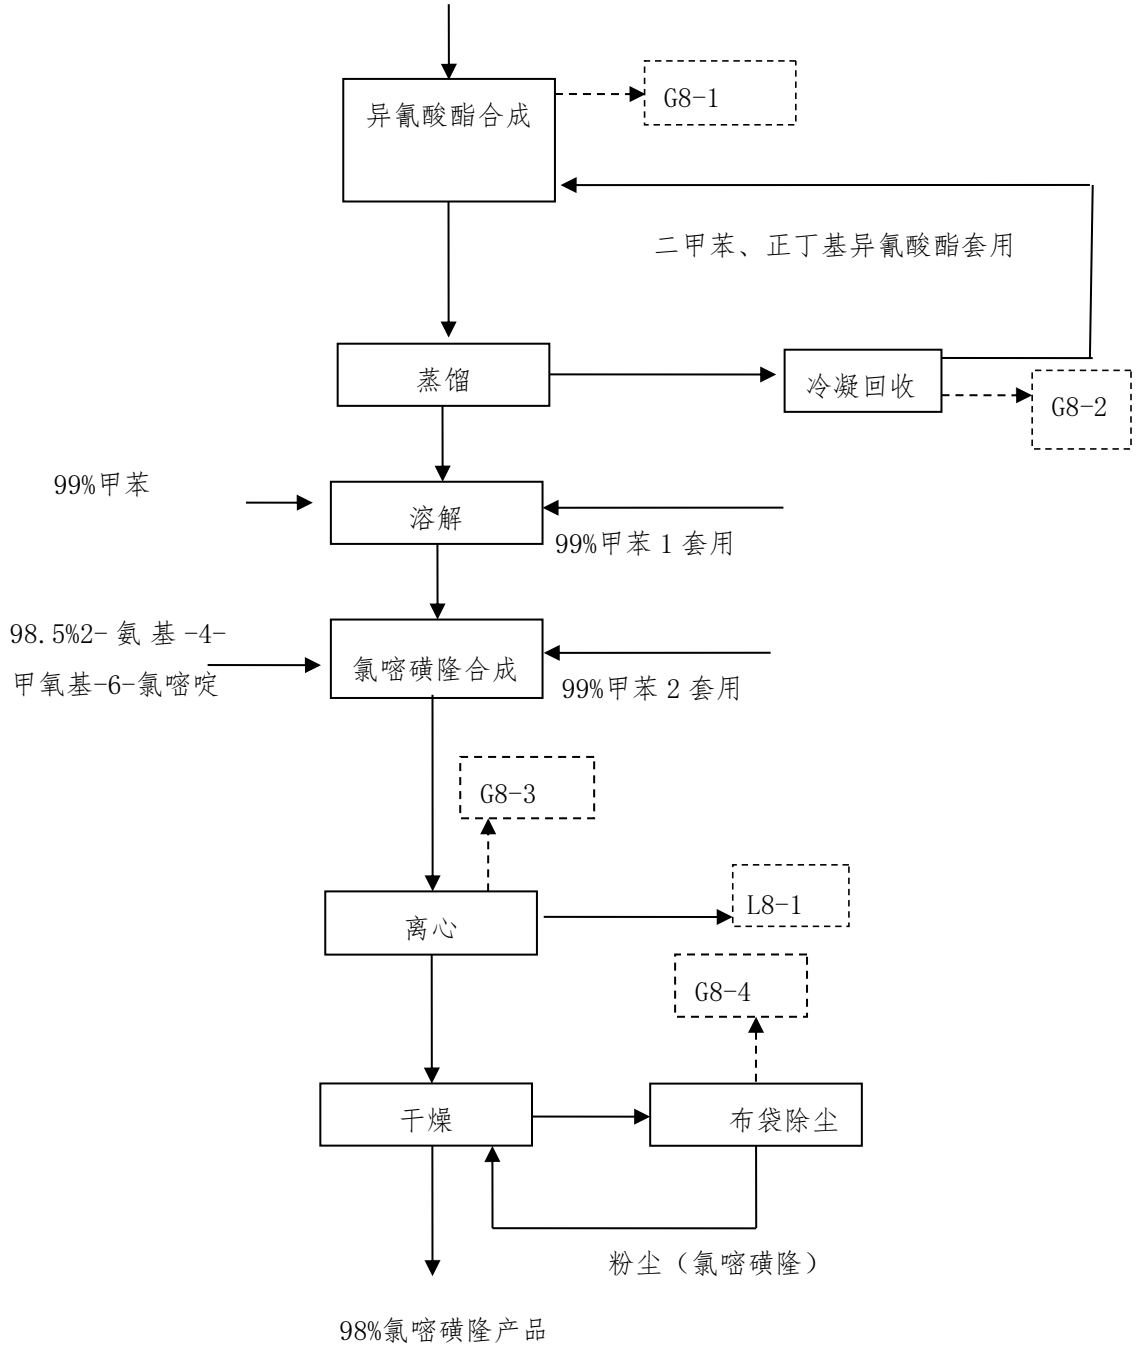 异氰酸酯合成
G8-1
二甲苯、正丁基异氰酸酯套用
蒸馏
冷凝回收
G8-2
99%甲苯
溶解
99%甲苯 1 套用
98.5%2-氨基-4-
甲氧基-6-氯嘧啶
氯嘧磺隆合成
99%甲苯 2 套用
G8-3
离心
L8-1
G8-4
干燥
布袋除尘
粉尘（氯嘧磺隆）
98%氯嘧磺隆产品